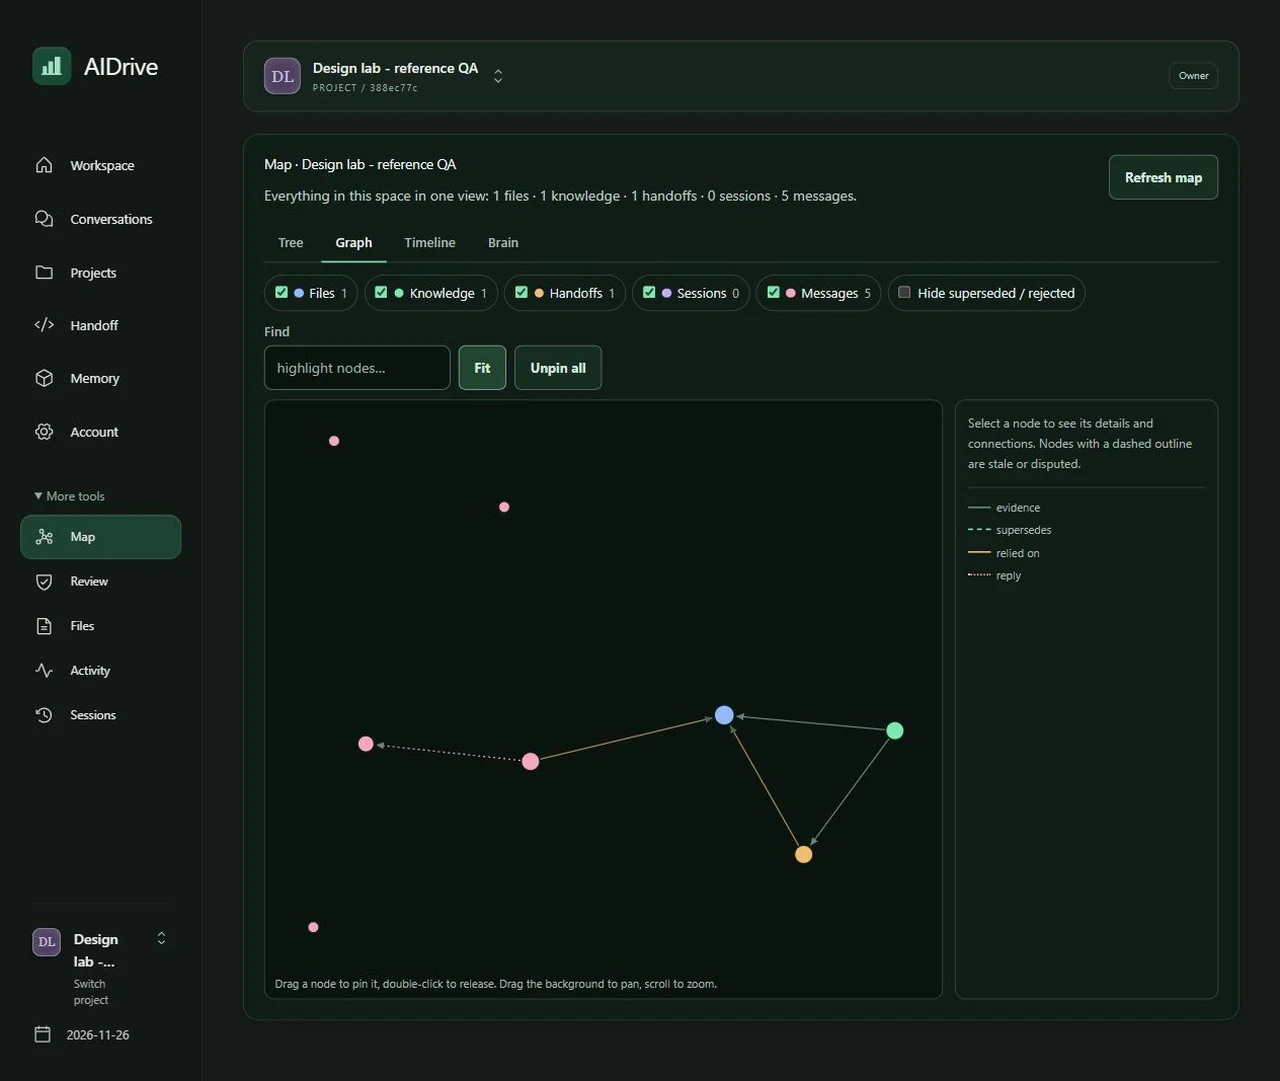 AIDrive
Workspace
Conversations
Projects
Handoff
Memory
Account
More tools
Map
Review
Files
Activity
Sessions
DL
Design
lab -...
Switch
project
2026-11-26
DL
Design lab - reference QA
PROJECT / 388ec77c
Owner
Map · Design lab - reference QA
Everything in this space in one view: 1 files · 1 knowledge · 1 handoffs · 0 sessions · 5 messages.
Refresh map
Tree Graph Timeline Brain
Files 1 Knowledge 1 Handoffs 1 Sessions 0 Messages 5 Hide superseded / rejected
Find
highlight nodes... Fit Unpin all
Drag a node to pin it, double-click to release. Drag the background to pan, scroll to zoom.
Select a node to see its details and
connections. Nodes with a dashed outline
are stale or disputed.
evidence
supersedes
relied on
reply